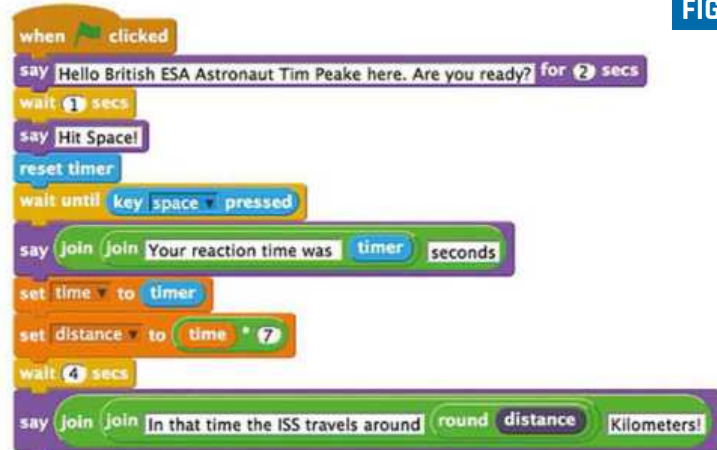 FIG
when clicked
say Hello British ESA Astronaut Tim Peake here. Are you ready? for 2 secs
wait 1 secs
say Hit Space!
reset timer
wait until key space pressed
say join join Your reaction time was timer seconds
set time to timer
set distance to time * 7
wait 4 secs
say join join In that time the ISS travels around round distance Kilometers!